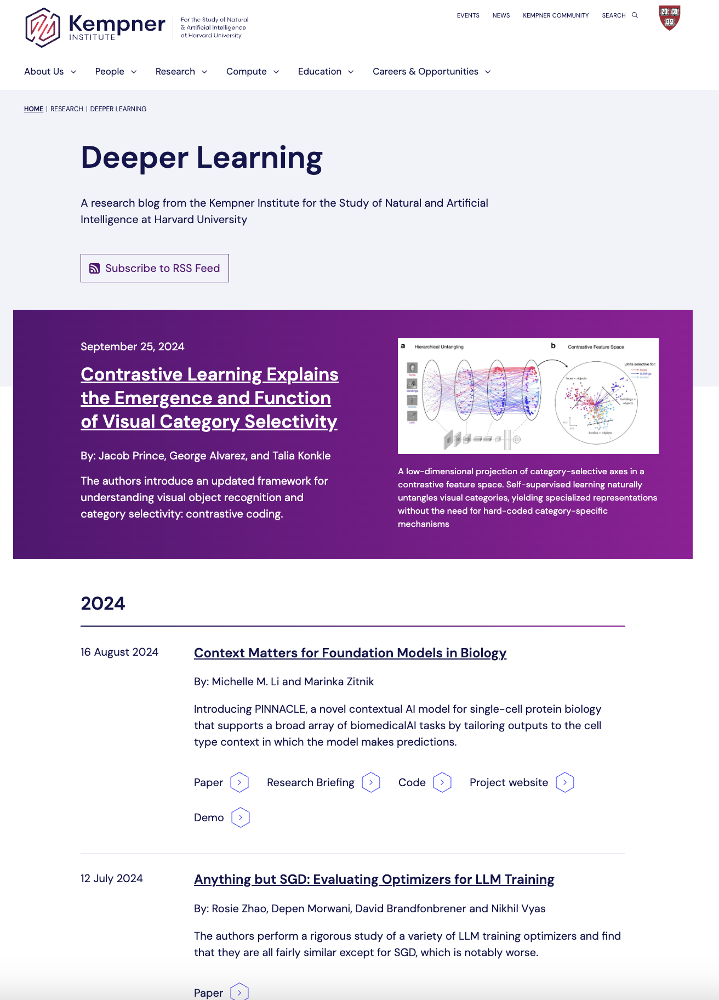 Kempner
INSTITUTE
For the Study of Natural
& Artificial Intelligence
at Harvard University
EVENTS NEWS KEMPNER COMMUNITY SEARCH
VE RI TAS
About Us People Research Compute Education Careers & Opportunities
HOME | RESEARCH | DEEPER LEARNING
Deeper Learning
A research blog from the Kempner Institute for the Study of Natural and Artificial
Intelligence at Harvard University
Subscribe to RSS Feed
September 25, 2024
Contrastive Learning Explains
the Emergence and Function
of Visual Category Selectivity
By: Jacob Prince, George Alvarez, and Talia Konkle
The authors introduce an updated framework for
understanding visual object recognition and
category selectivity: contrastive coding.
a Hierarchical Untangling
b Contrastive Feature Space
faces
buildings
bodies
Units selective for:
faces
buildings
bodies
faces > objects
buildings >
objects
bodies > objects
A low-dimensional projection of category-selective axes in a
contrastive feature space. Self-supervised learning naturally
untangles visual categories, yielding specialized representations
without the need for hard-coded category-specific
mechanisms
2024
16 August 2024
Context Matters for Foundation Models in Biology
By: Michelle M. Li and Marinka Zitnik
Introducing PINNACLE, a novel contextual AI model for single-cell protein biology
that supports a broad array of biomedicalAI tasks by tailoring outputs to the cell
type context in which the model makes predictions.
Paper Research Briefing Code Project website
Demo
12 July 2024
Anything but SGD: Evaluating Optimizers for LLM Training
By: Rosie Zhao, Depen Morwani, David Brandfonbrener and Nikhil Vyas
The authors perform a rigorous study of a variety of LLM training optimizers and find
that they are all fairly similar except for SGD, which is notably worse.
Paper